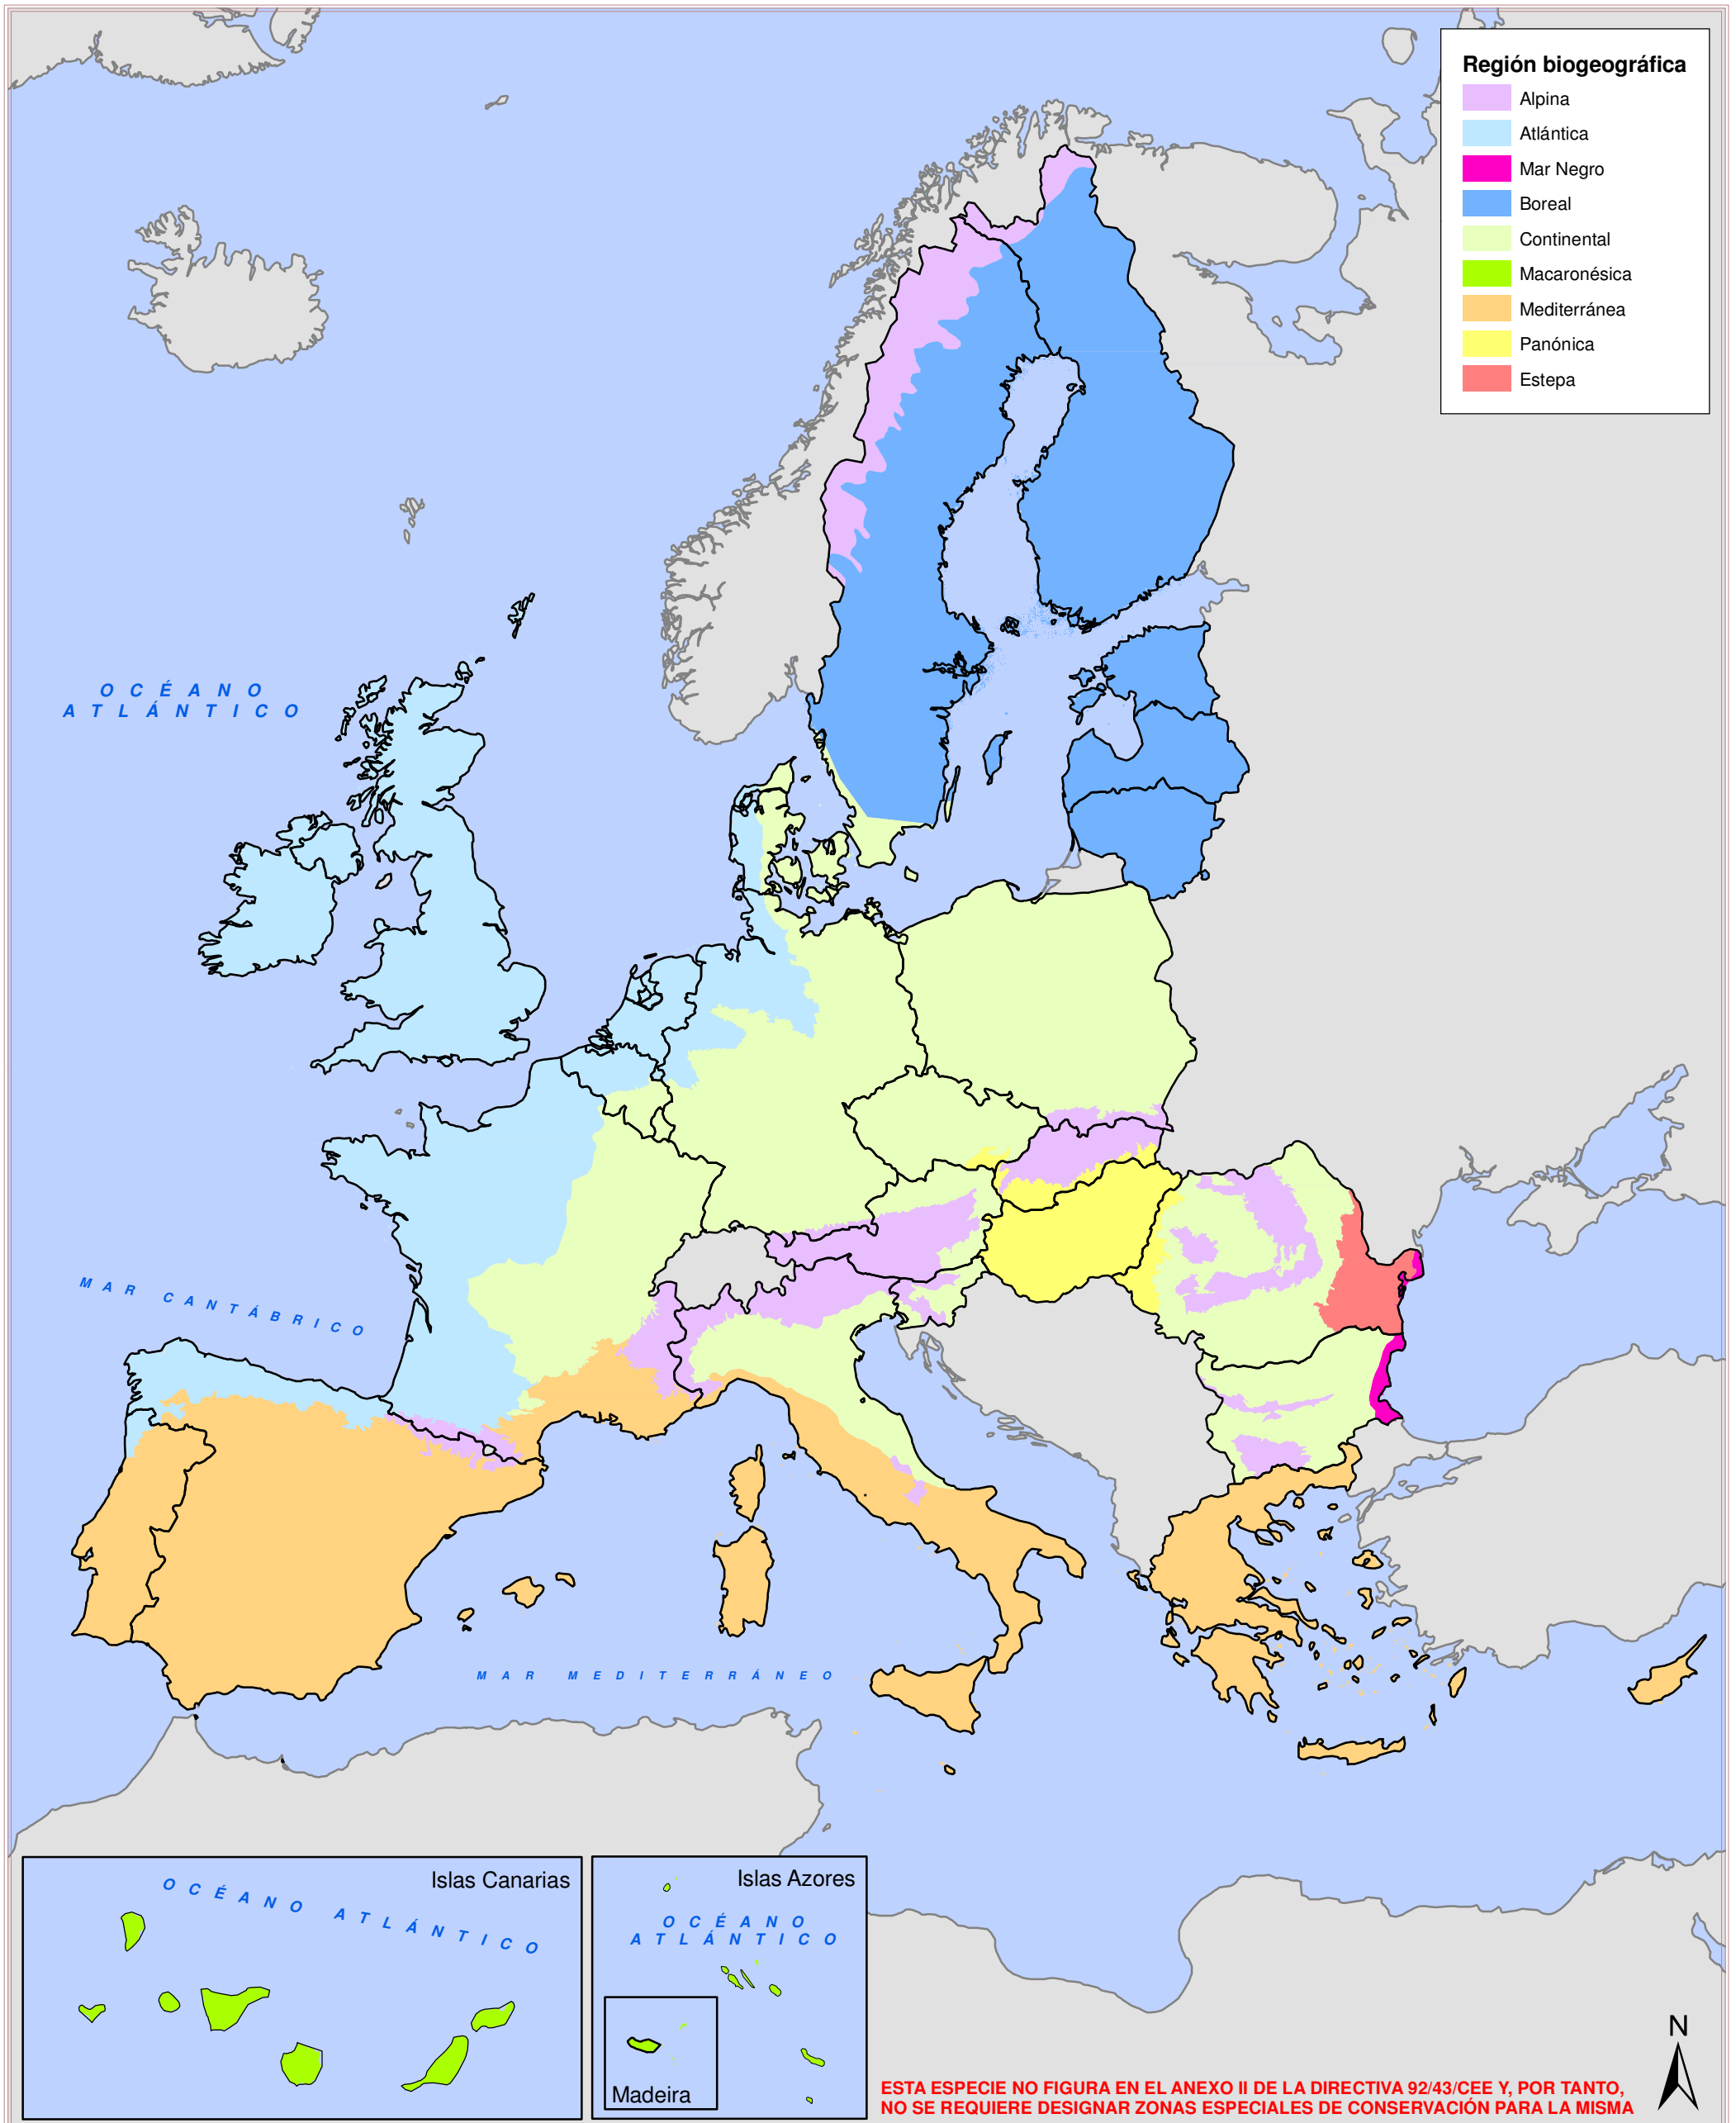 Región biogeográfica
Alpina
Atlántica
Mar Negro
Boreal
Continental
Macaronésica
Mediterránea
Panónica
Estepa
OCÉANO
ATLÁNTICO
MAR CANTÁBRICO
MAR MEDITERRÁNEO
Islas Canarias
OCÉANO ATLÁNTICO
Islas Azores
OCÉANO
ATLÁNTICO
Madeira
N
ESTA ESPECIE NO FIGURA EN EL ANEXO II DE LA DIRECTIVA 92/43/CEE Y, POR TANTO,
NO SE REQUIERE DESIGNAR ZONAS ESPECIALES DE CONSERVACIÓN PARA LA MISMA